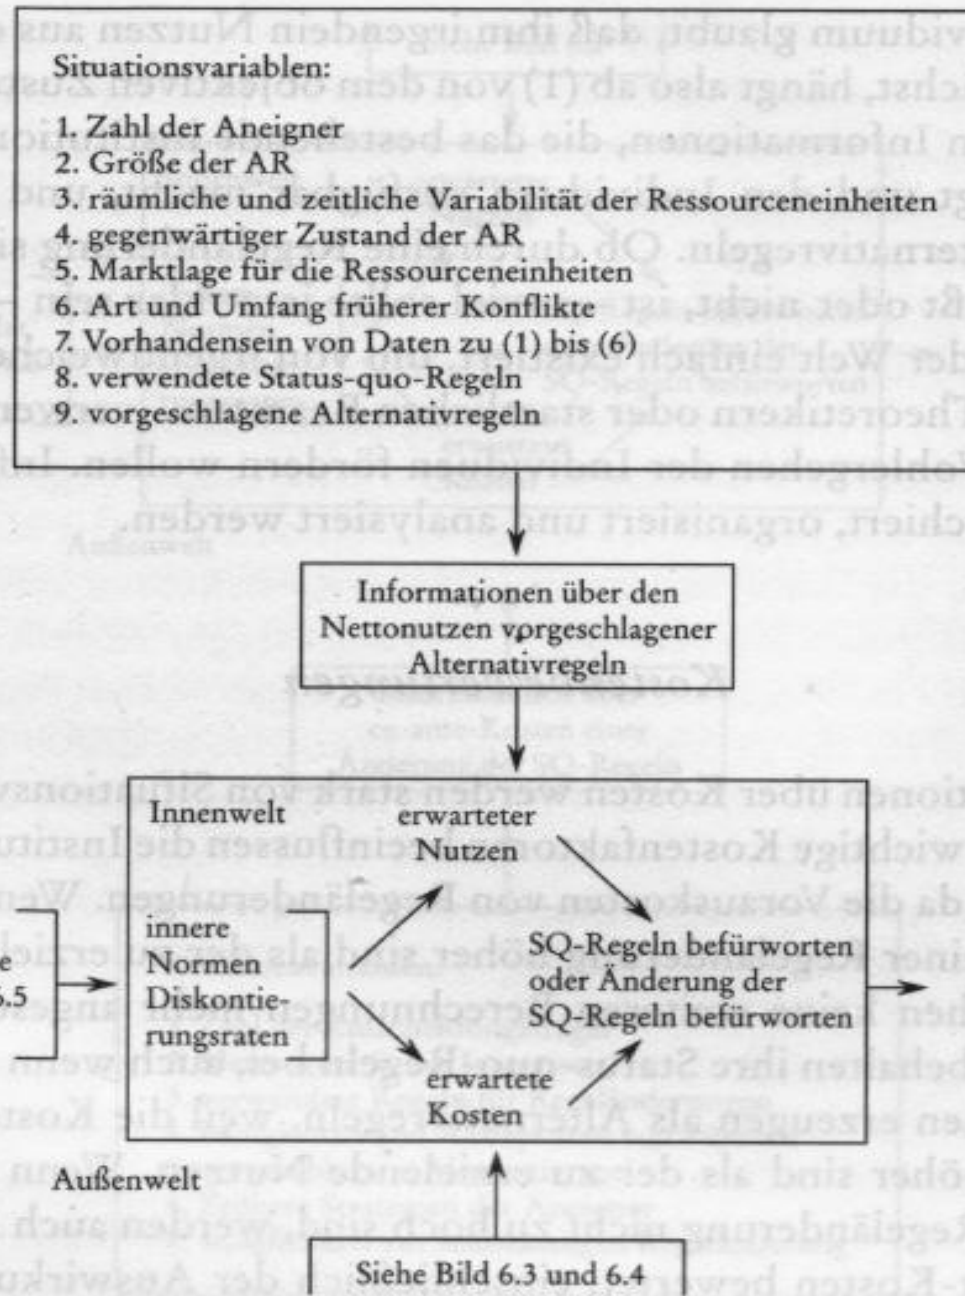 Situationsvariablen:
1. Zahl der Aneigner
2. Größe der AR
3. räumliche und zeitliche Variabilität der Ressourceneinheiten
4. gegenwärtiger Zustand der AR
5. Marktlage für die Ressourceneinheiten
6. Art und Umfang früherer Konflikte
7. Vorhandensein von Daten zu (1) bis (6)
8. verwendete Status-quo-Regeln
9. vorgeschlagene Alternativregeln
Informationen über den
Nettonutzen vorgeschlagener
Alternativregeln
Innenwelt
erwarteter
Nutzen
innere
Normen
Diskontie-
rungsraten
SQ-Regeln befürworten
oder Änderung der
SQ-Regeln befürworten
erwartete
Kosten
6.5
Außenwelt
Siehe Bild 6.3 und 6.4